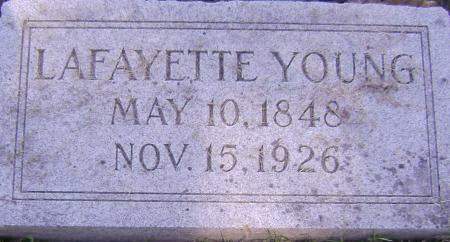 LAFAYETTE YOUNG
MAY 10, 1848
NOV. 15, 1926